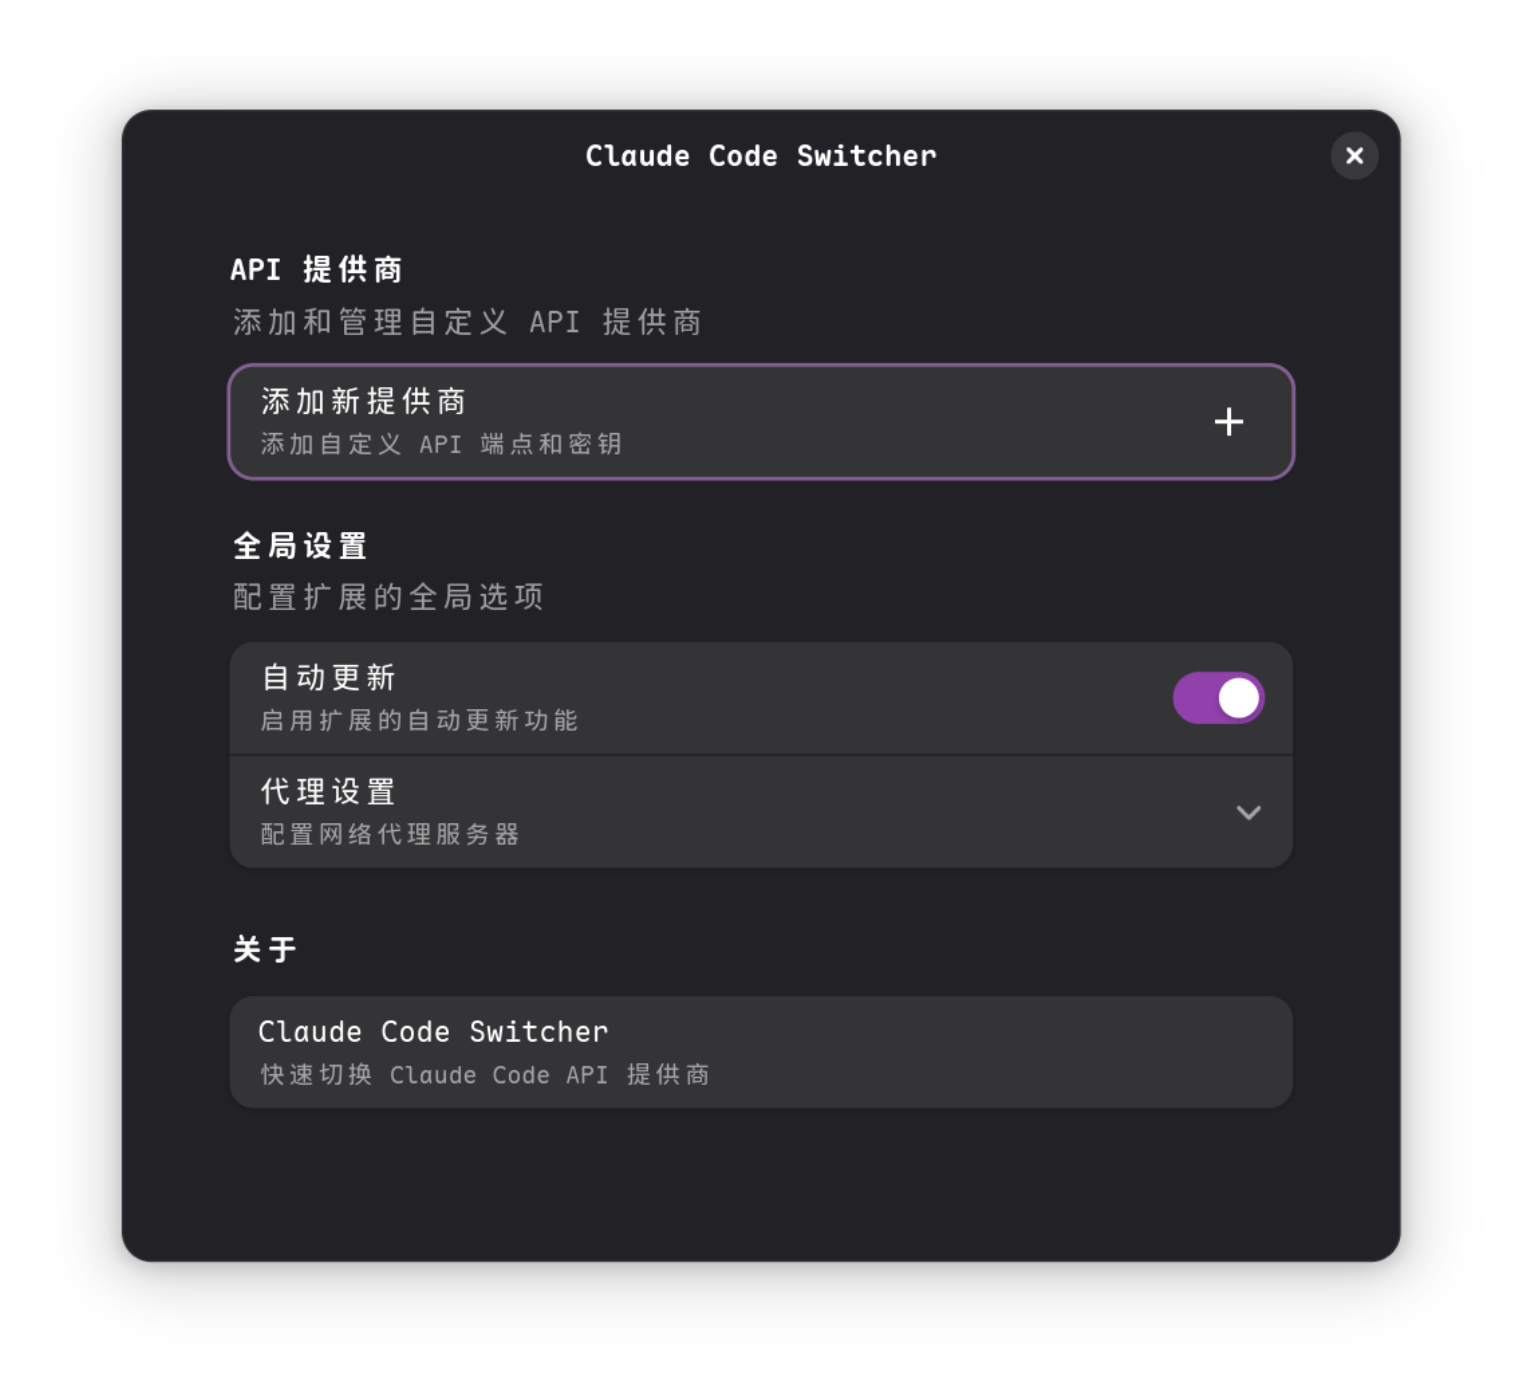 Claude Code Switcher
API 提供商
添加和管理自定义 API 提供商
添加新提供商
添加自定义 API 端点和密钥
全局设置
配置扩展的全局选项
自动更新
启用扩展的自动更新功能
代理设置
配置网络代理服务器
关于
Claude Code Switcher
快速切换 Claude Code API 提供商